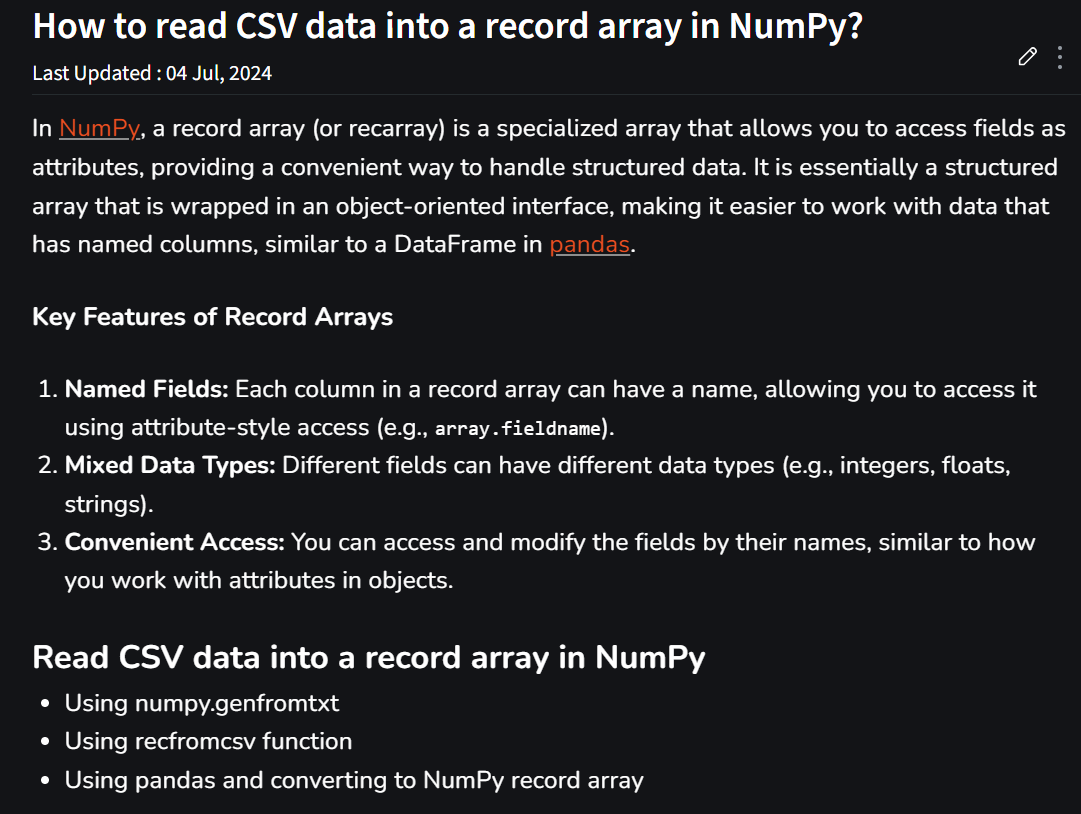 How to read CSV data into a record array in NumPy?
Last Updated : 04 Jul, 2024
In NumPy, a record array (or recarray) is a specialized array that allows you to access fields as
attributes, providing a convenient way to handle structured data. It is essentially a structured
array that is wrapped in an object-oriented interface, making it easier to work with data that
has named columns, similar to a DataFrame in pandas.
Key Features of Record Arrays
1. Named Fields: Each column in a record array can have a name, allowing you to access it
using attribute-style access (e.g., array.fieldname).
2. Mixed Data Types: Different fields can have different data types (e.g., integers, floats,
strings).
3. Convenient Access: You can access and modify the fields by their names, similar to how
you work with attributes in objects.
Read CSV data into a record array in NumPy
• Using numpy.genfromtxt
• Using recfromcsv function
• Using pandas and converting to NumPy record array